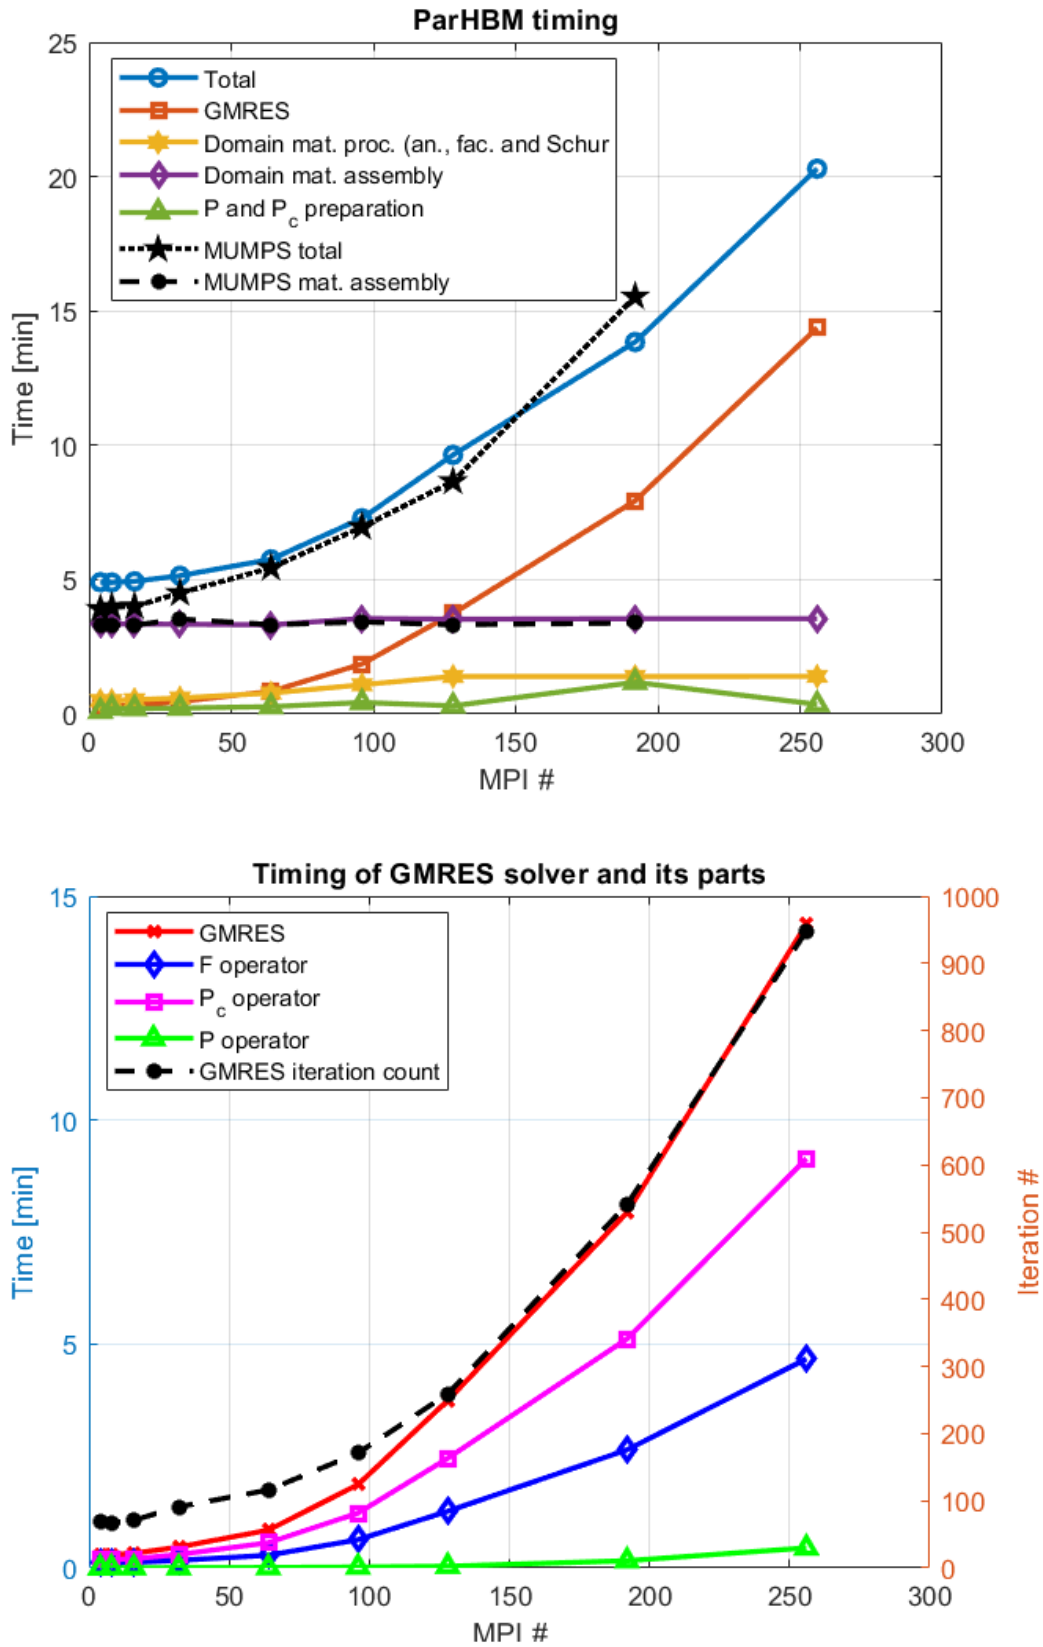 ParHBM timing
25
20
15
10
5
0
Time [min]
Total
GMRES
Domain mat. proc. (an., fac. and Schur
Domain mat. assembly
P and Pc preparation
MUMPS total
MUMPS mat. assembly
0 50 100 150 200 250 300
MPI #
Timing of GMRES solver and its parts
15
10
5
0
Time [min]
GMRES
F operator
Pc operator
P operator
GMRES iteration count
1000
900
800
700
600
500
400
300
200
100
0
Iteration #
0 50 100 150 200 250 300
MPI #